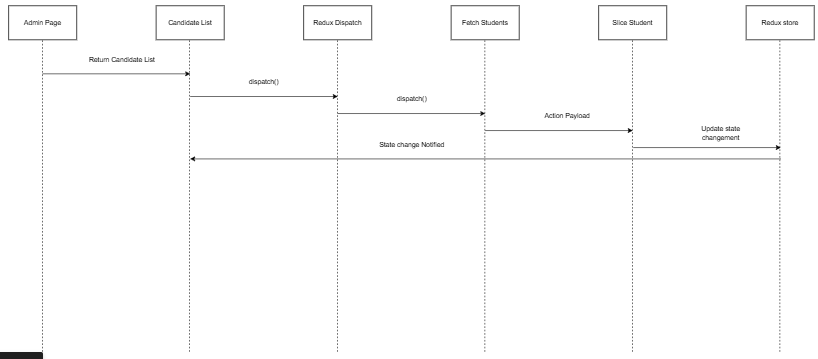 Admin Page
Candidate List
Redux Dispatch
Fetch Students
Slice Student
Redux store
Return Candidate List
dispatch()
dispatch()
Action Payload
Update state
changement
State change Notified